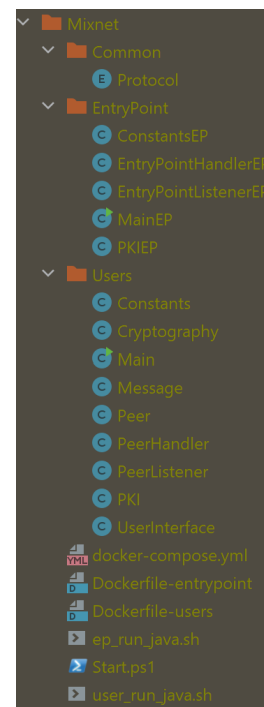 Mixnet
Common
Protocol
EntryPoint
ConstantsEP
EntryPointHandlerEP
EntryPointListenerEP
MainEP
PKIEP
Users
Constants
Cryptography
Main
Message
Peer
PeerHandler
PeerListener
PKI
UserInterface
docker-compose.yml
Dockerfile-entrypoint
Dockerfile-users
ep_run_java.sh
Start.ps1
user_run_java.sh